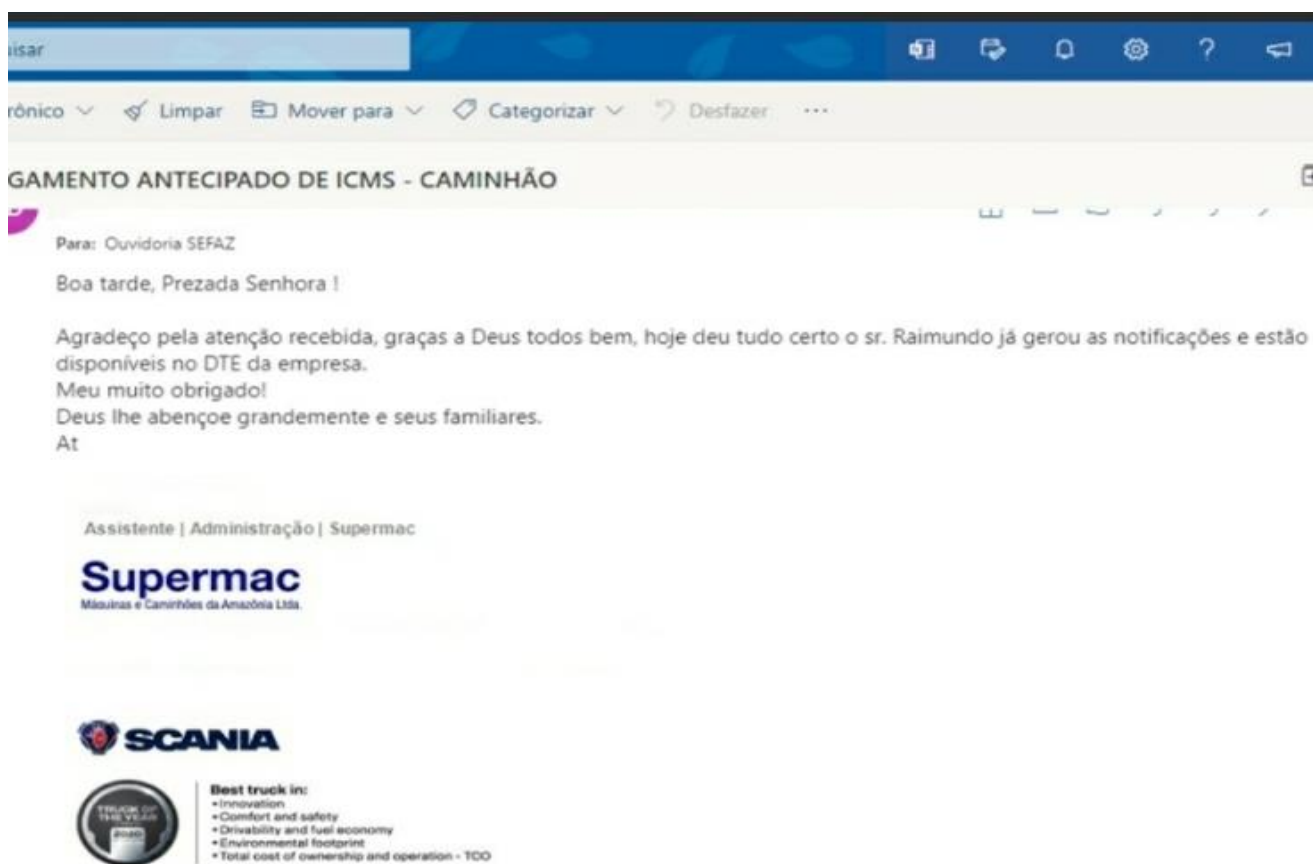 isar
rônico Limpar Mover para Categorizar Desfazer ...
GAMENTO ANTECIPADO DE ICMS - CAMINHÃO
Para: Ouvidoria SEFAZ
Boa tarde, Prezada Senhora !
Agradeço pela atenção recebida, graças a Deus todos bem, hoje deu tudo certo o sr. Raimundo já gerou as notificações e estão
disponíveis no DTE da empresa.
Meu muito obrigado!
Deus lhe abençoe grandemente e seus familiares.
At
Assistente | Administração | Supermac
Supermac
Máquinas e Caminhões da Amazônia Ltda.
SCANIA
TRUCK OF
THE YEAR
2020
Best truck in:
•Innovation
•Comfort and safety
•Drivability and fuel economy
•Environmental footprint
•Total cost of ownership and operation - TCO